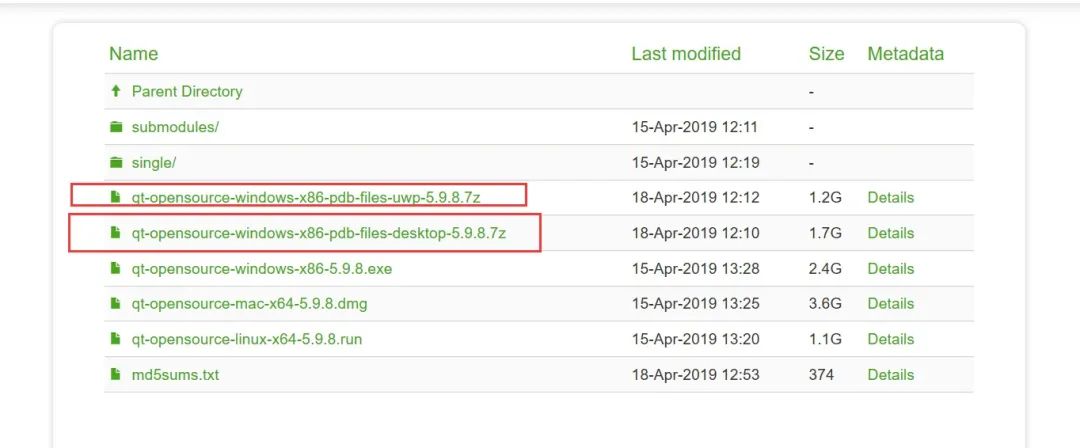 Name Last modified Size Metadata
Parent Directory -
submodules/ 15-Apr-2019 12:11 -
single/ 15-Apr-2019 12:19 -
qt-opensource-windows-x86-pdb-files-uwp-5.9.8.7z 18-Apr-2019 12:12 1.2G Details
qt-opensource-windows-x86-pdb-files-desktop-5.9.8.7z 18-Apr-2019 12:10 1.7G Details
qt-opensource-windows-x86-5.9.8.exe 15-Apr-2019 13:28 2.4G Details
qt-opensource-mac-x64-5.9.8.dmg 15-Apr-2019 13:25 3.6G Details
qt-opensource-linux-x64-5.9.8.run 15-Apr-2019 13:20 1.1G Details
md5sums.txt 18-Apr-2019 12:53 374 Details